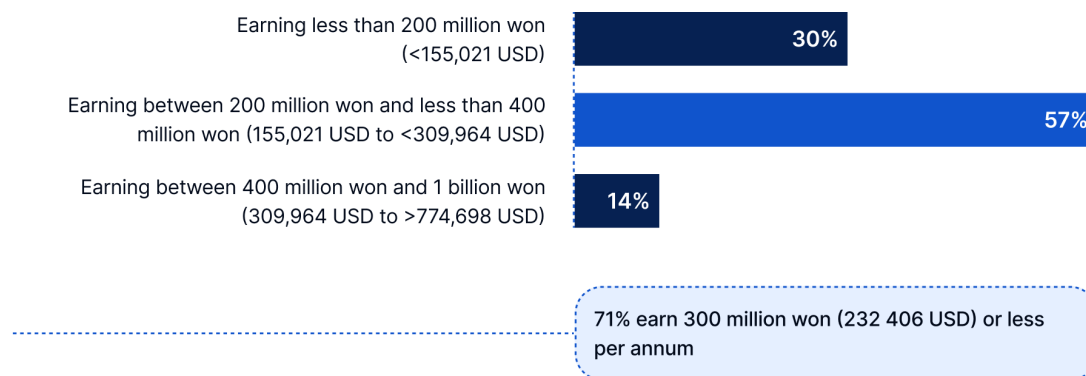 Earning less than 200 million won
(<155,021 USD)
30%
Earning between 200 million won and less than 400
million won (155,021 USD to <309,964 USD)
57%
Earning between 400 million won and 1 billion won
(309,964 USD to >774,698 USD)
14%
71% earn 300 million won (232 406 USD) or less
per annum